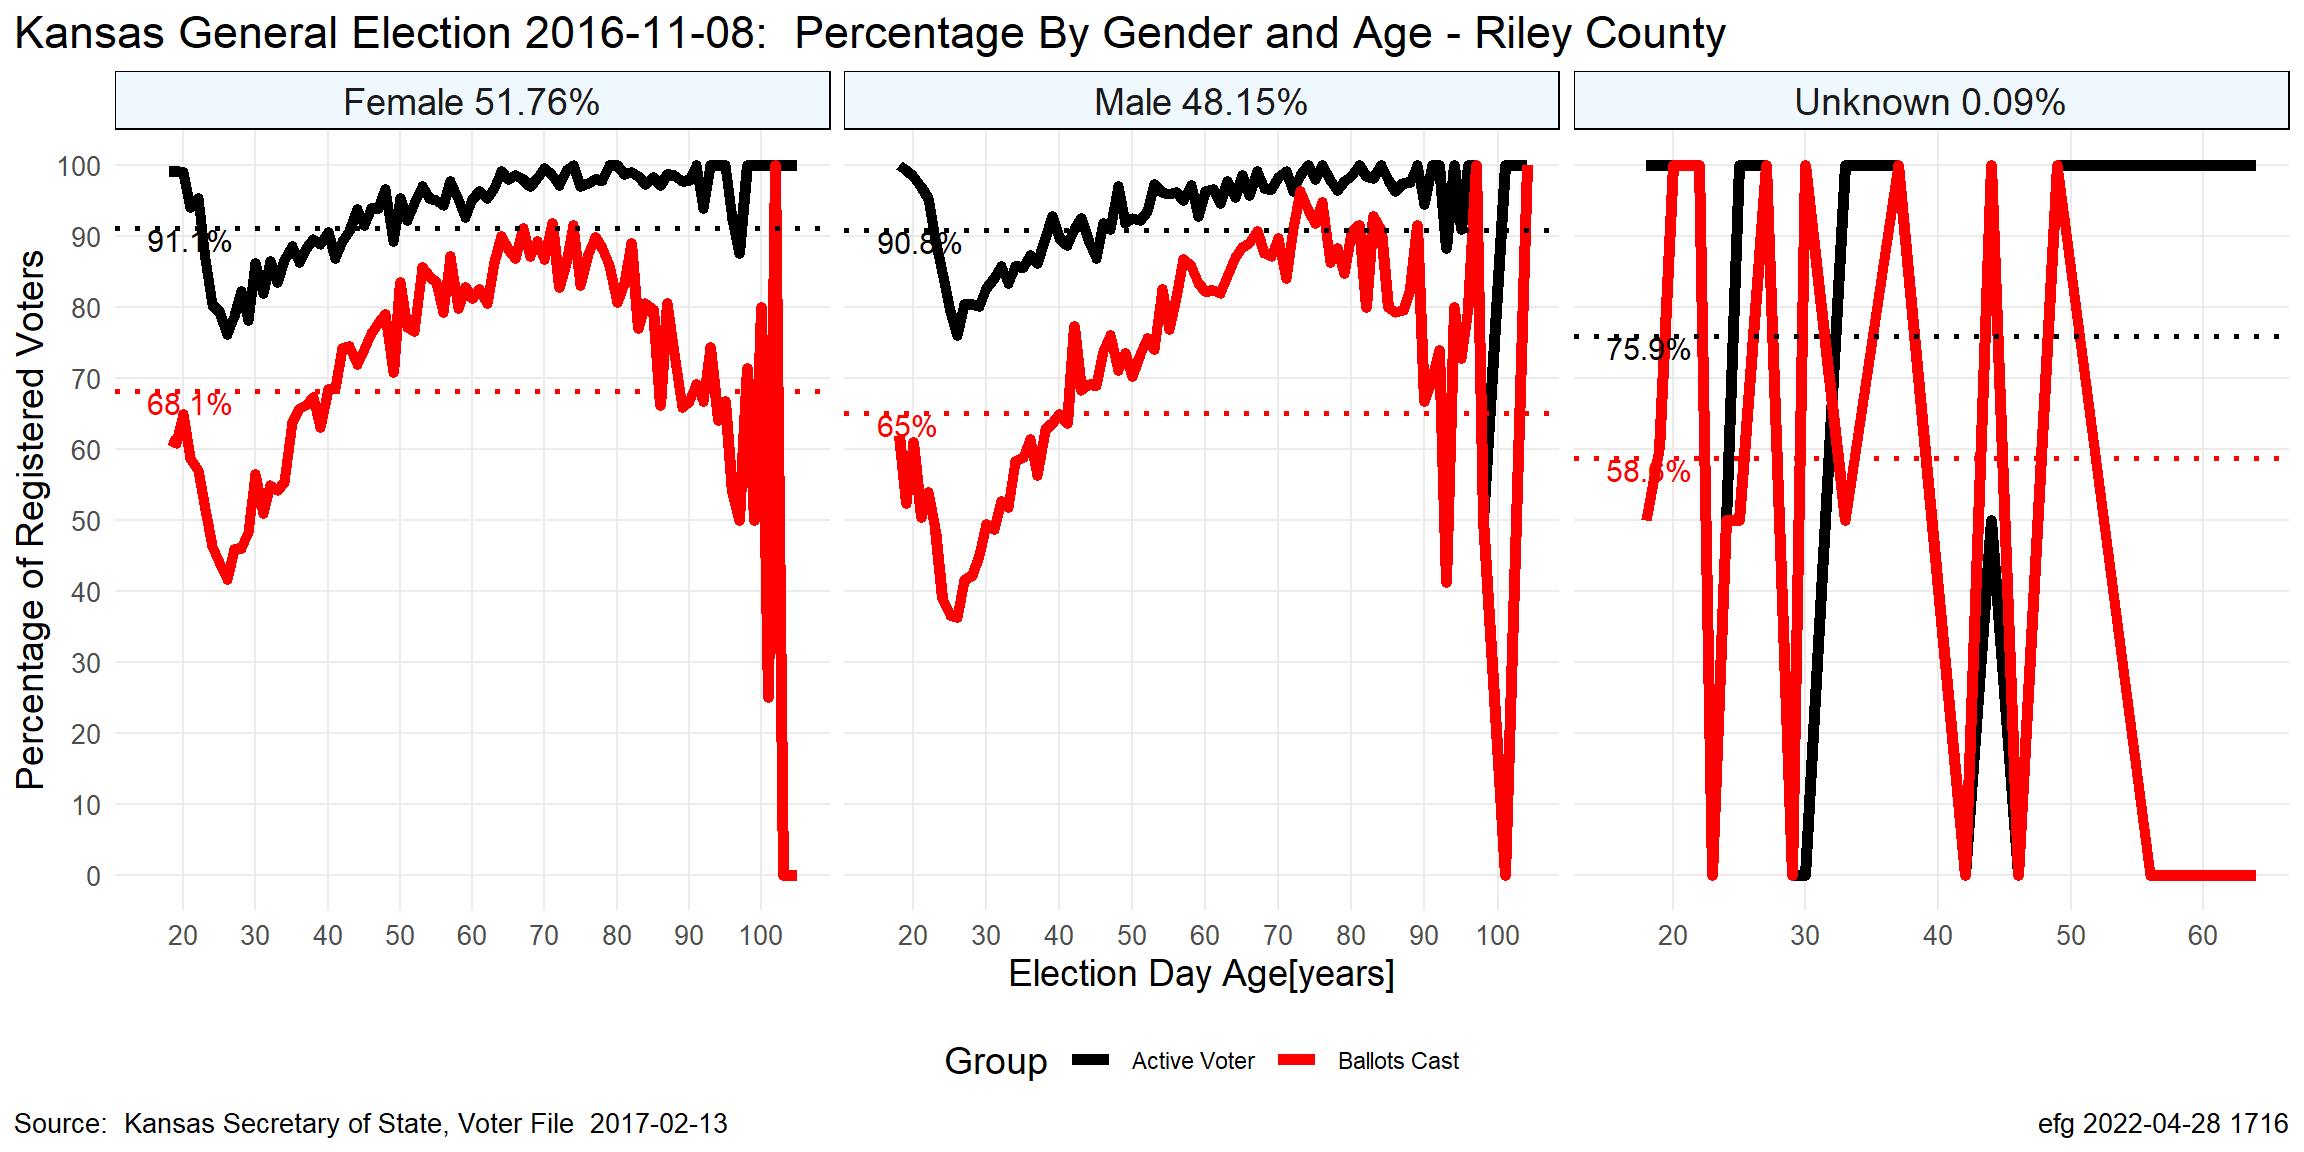 Kansas General Election 2016-11-08:  Percentage By Gender and Age - Riley County
Female 51.76%
Male 48.15%
Unknown 0.09%
Percentage of Registered Voters
100
90
80
70
60
50
40
30
20
10
0
91.1%
68.1%
90.8%
65%
75.9%
58.6%
20 30 40 50 60 70 80 90 100
20 30 40 50 60 70 80 90 100
20 30 40 50 60
Election Day Age[years]
Group Active Voter Ballots Cast
Source:  Kansas Secretary of State, Voter File  2017-02-13
efg 2022-04-28 1716